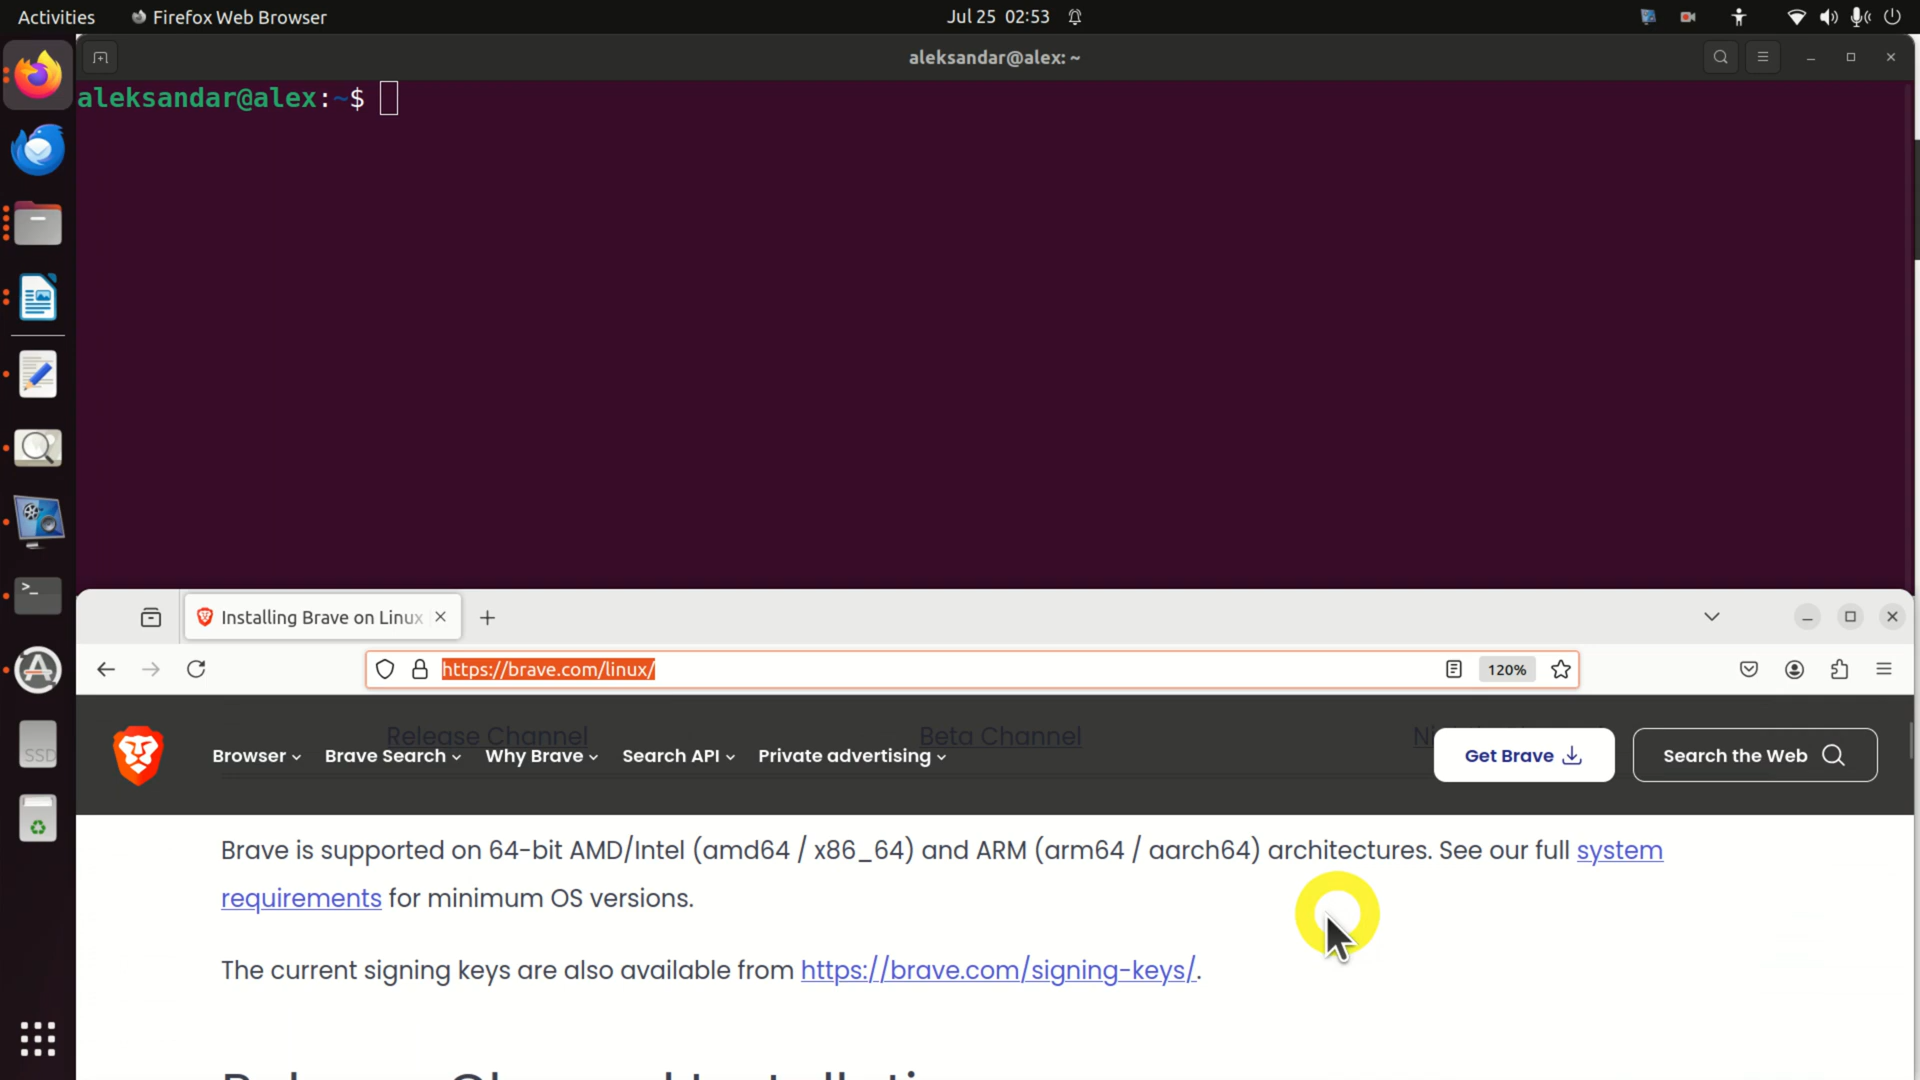 Activities Firefox Web Browser Jul 25 02:53
aleksandar@alex: ~
aleksandar@alex:~$
Installing Brave on Linux
https://brave.com/linux/ 120%
Release Channel Beta Channel
Browser Brave Search Why Brave Search API Private advertising Get Brave Search the Web
Brave is supported on 64-bit AMD/Intel (amd64 / x86_64) and ARM (arm64 / aarch64) architectures. See our full system
requirements for minimum OS versions.
The current signing keys are also available from https://brave.com/signing-keys/.
Release Channel Installation
SSD